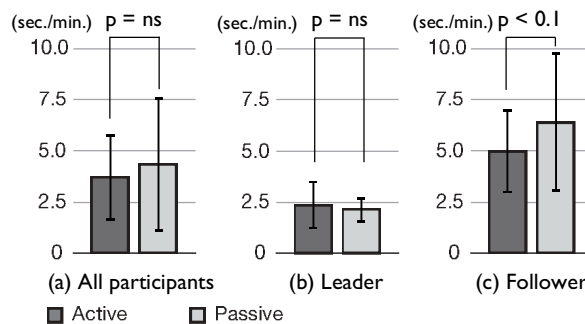 (sec./min.) p = ns
10.0
7.5
5.0
2.5
0
(a) All participants
(sec./min.) p = ns
10.0
7.5
5.0
2.5
0
(b) Leader
(sec./min.) p < 0.1
10.0
7.5
5.0
2.5
0
(c) Follower
Active Passive